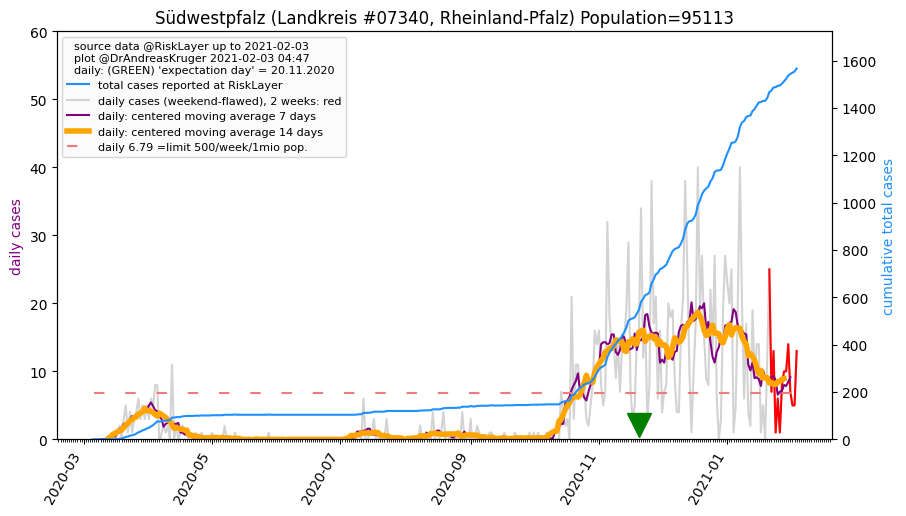 Südwestpfalz (Landkreis #07340, Rheinland-Pfalz) Population=95113
source data @RiskLayer up to 2021-02-03
plot @DrAndreasKruger 2021-02-03 04:47
daily: (GREEN) 'expectation day' = 20.11.2020
total cases reported at RiskLayer
daily cases (weekend-flawed), 2 weeks: red
daily: centered moving average 7 days
daily: centered moving average 14 days
daily 6.79 =limit 500/week/1mio pop.
daily cases
60
50
40
30
20
10
0
cumulative total cases
1600
1400
1200
1000
800
600
400
200
0
2020-03
2020-05
2020-07
2020-09
2020-11
2021-01